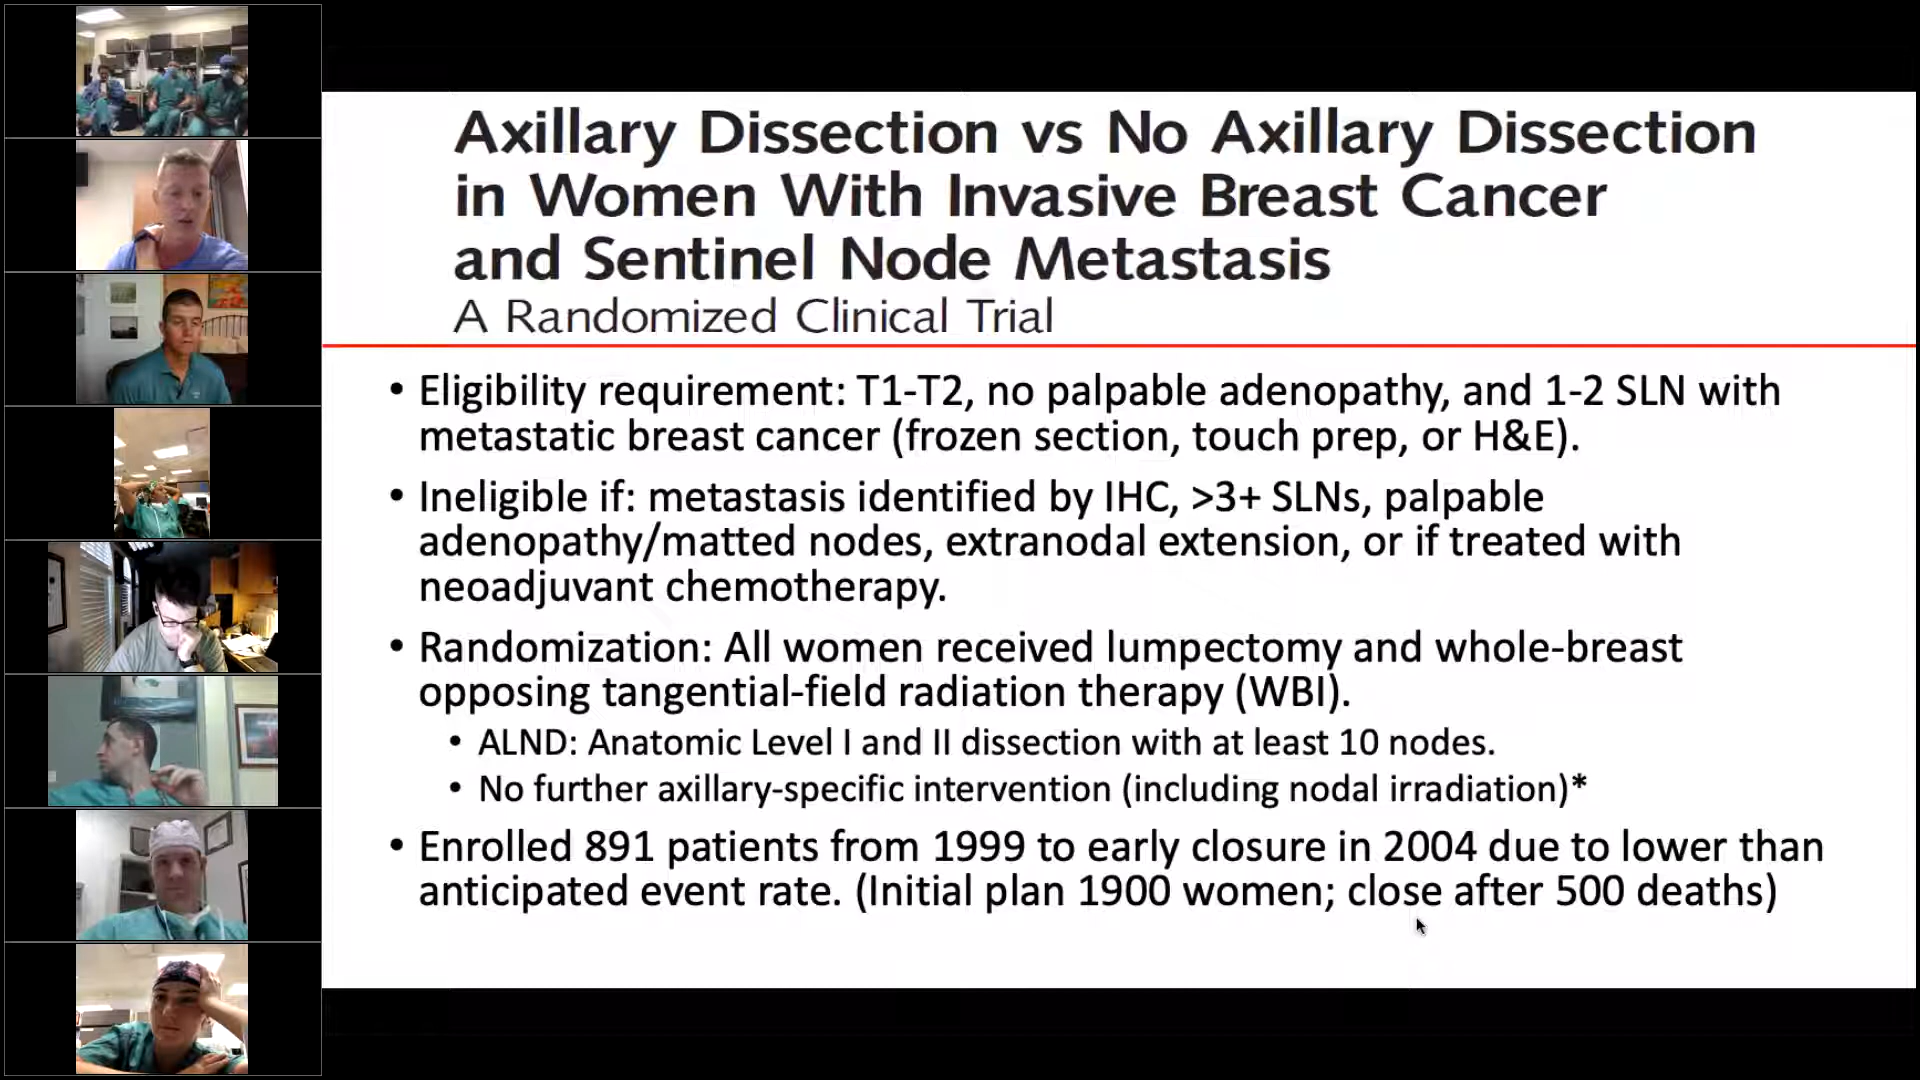 Axillary Dissection vs No Axillary Dissection
in Women With Invasive Breast Cancer
and Sentinel Node Metastasis
A Randomized Clinical Trial
• Eligibility requirement: T1-T2, no palpable adenopathy, and 1-2 SLN with
metastatic breast cancer (frozen section, touch prep, or H&E).
• Ineligible if: metastasis identified by IHC, >3+ SLNs, palpable
adenopathy/matted nodes, extranodal extension, or if treated with
neoadjuvant chemotherapy.
• Randomization: All women received lumpectomy and whole-breast
opposing tangential-field radiation therapy (WBI).
• ALND: Anatomic Level I and II dissection with at least 10 nodes.
• No further axillary-specific intervention (including nodal irradiation)*
• Enrolled 891 patients from 1999 to early closure in 2004 due to lower than
anticipated event rate. (Initial plan 1900 women; close after 500 deaths)